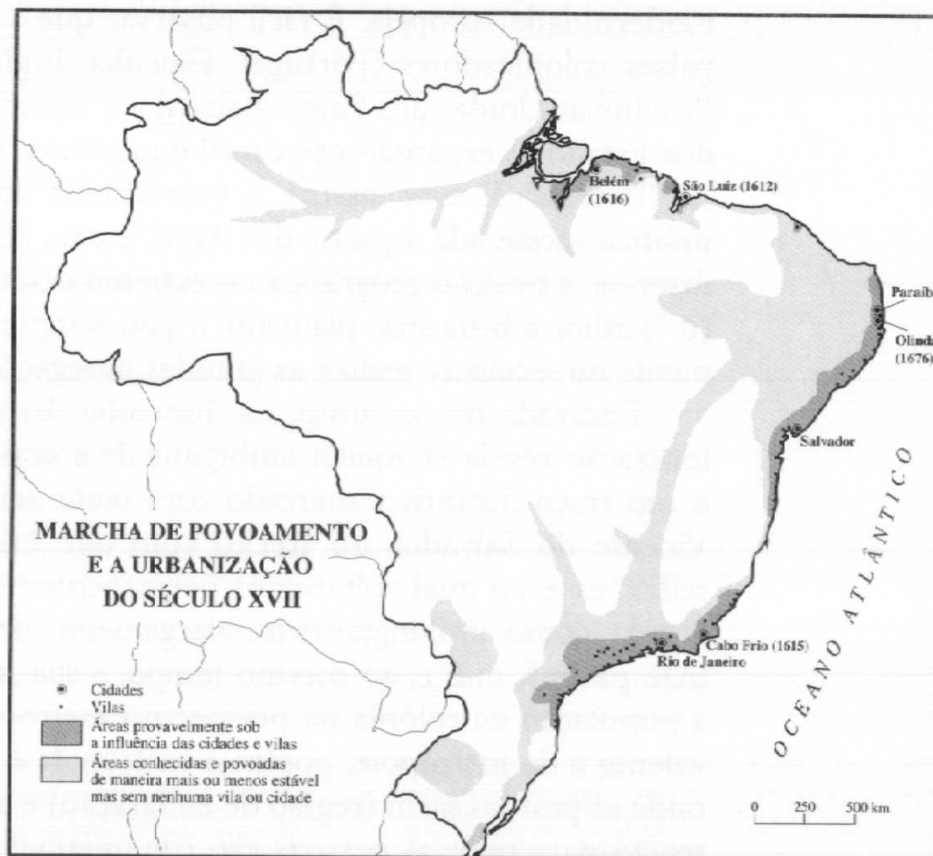 Belém
(1616)
São Luiz (1612)
Paraíb
Olinda
(1676)
Salvador
OCEANO ATLÂNTICO
MARCHA DE POVOAMENTO
E A URBANIZAÇÃO
DO SÉCULO XVII
Cabo Frio (1615)
Rio de Janeiro
Cidades
Vilas
Áreas provavelmente sob
a influência das cidades e vilas
Áreas conhecidas e povoadas
de maneira mais ou menos estável
mas sem nenhuma vila ou cidade
0 250 500 km